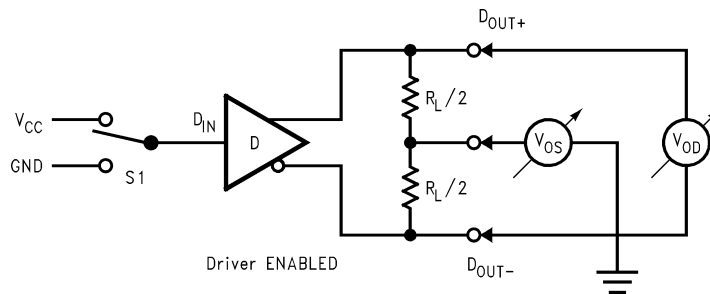 DOUT+
VCC
DIN
RL/2
D
VOS
VOD
GND
S1
RL/2
Driver ENABLED
DOUT-